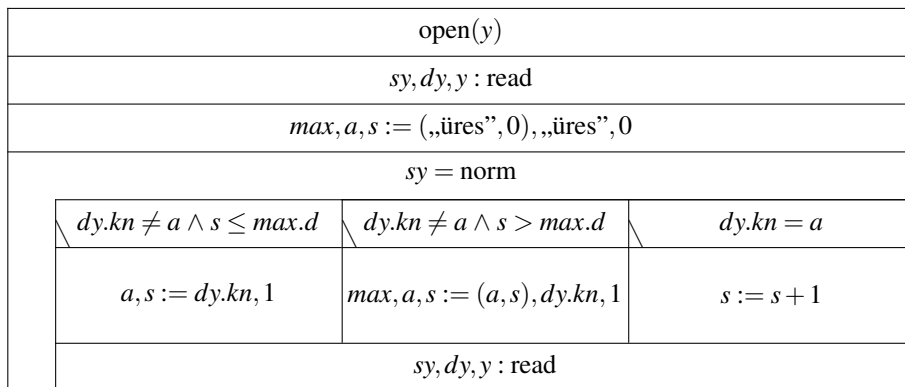 open(y)
sy, dy, y : read
max, a, s := („üres”, 0), „üres”, 0
sy = norm
dy.kn ≠ a ∧ s ≤ max.d
dy.kn ≠ a ∧ s > max.d
dy.kn = a
a, s := dy.kn, 1
max, a, s := (a, s), dy.kn, 1
s := s + 1
sy, dy, y : read